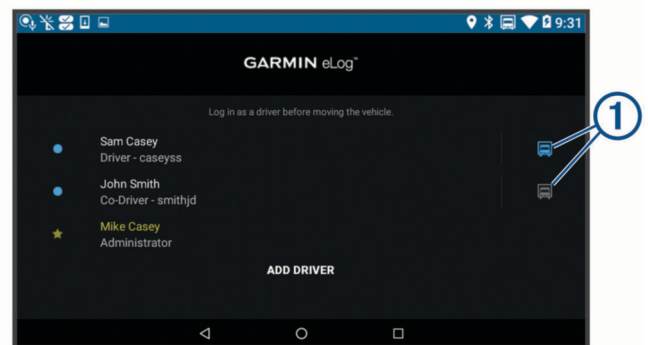 9:31
GARMIN eLog™
Log in as a driver before moving the vehicle.
Sam Casey
Driver - caseyss
John Smith
Co-Driver - smithjd
Mike Casey
Administrator
ADD DRIVER
1